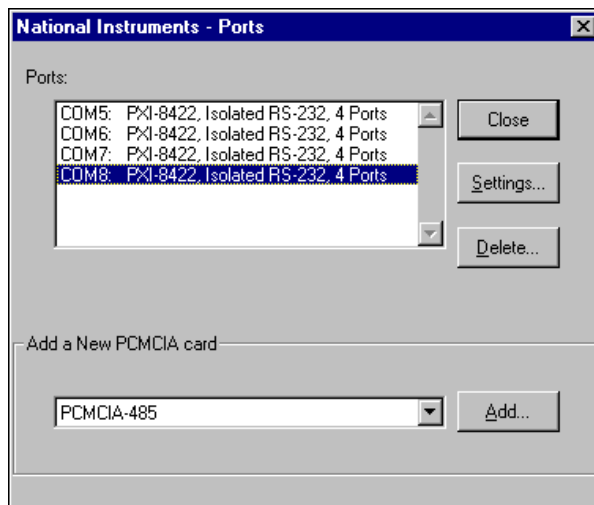 National Instruments - Ports
Ports:
COM5: PXI-8422, Isolated RS-232, 4 Ports
COM6: PXI-8422, Isolated RS-232, 4 Ports
COM7: PXI-8422, Isolated RS-232, 4 Ports
COM8: PXI-8422, Isolated RS-232, 4 Ports
Close
Settings...
Delete...
Add a New PCMCIA card
PCMCIA-485
Add...